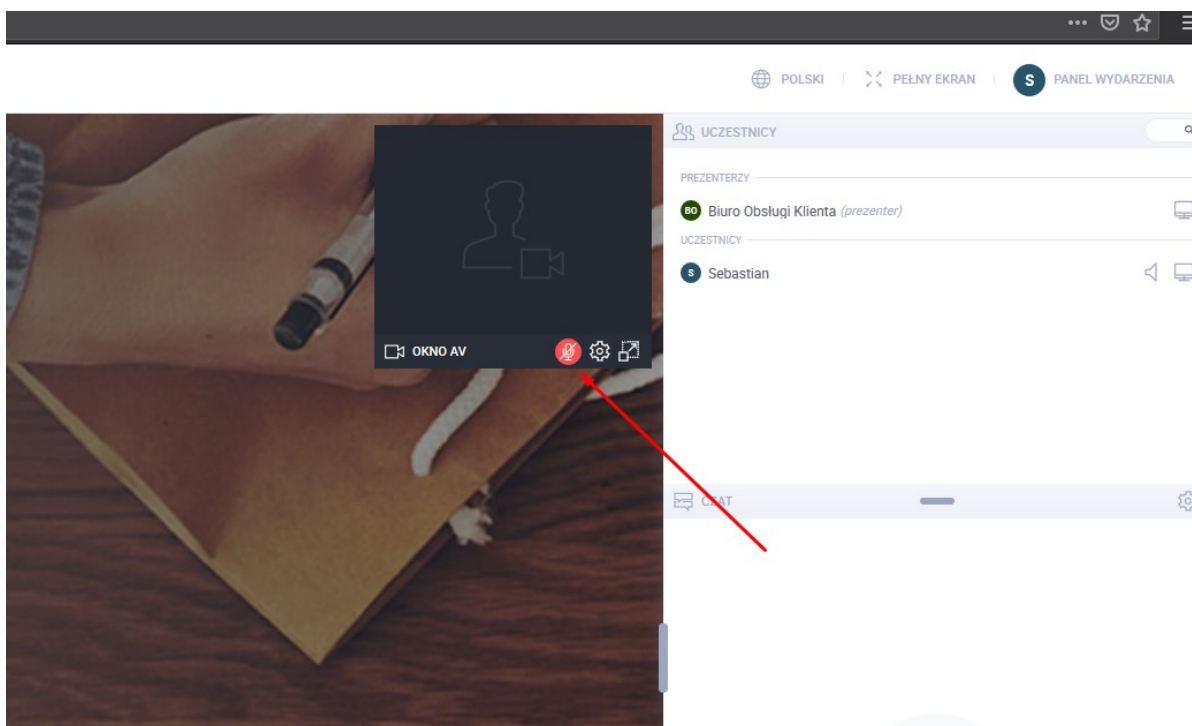 POLSKI
PEŁNY EKRAN
S PANEL WYDARZENIA
UCZESTNICY
PREZENTERZY
BO Biuro Obsługi Klienta (prezenter)
UCZESTNICY
S Sebastian
OKNO AV
CZAT